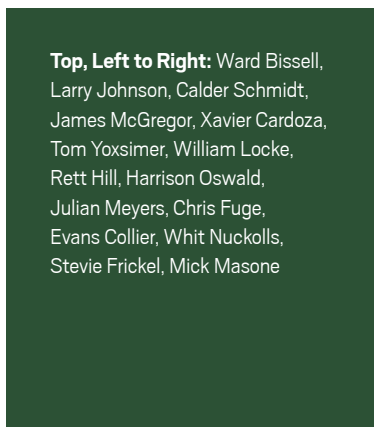 Top, Left to Right: Ward Bissell,
Larry Johnson, Calder Schmidt,
James McGregor, Xavier Cardoza,
Tom Yoxsimer, William Locke,
Rett Hill, Harrison Oswald,
Julian Meyers, Chris Fuge,
Evans Collier, Whit Nuckolls,
Stevie Frickel, Mick Masone